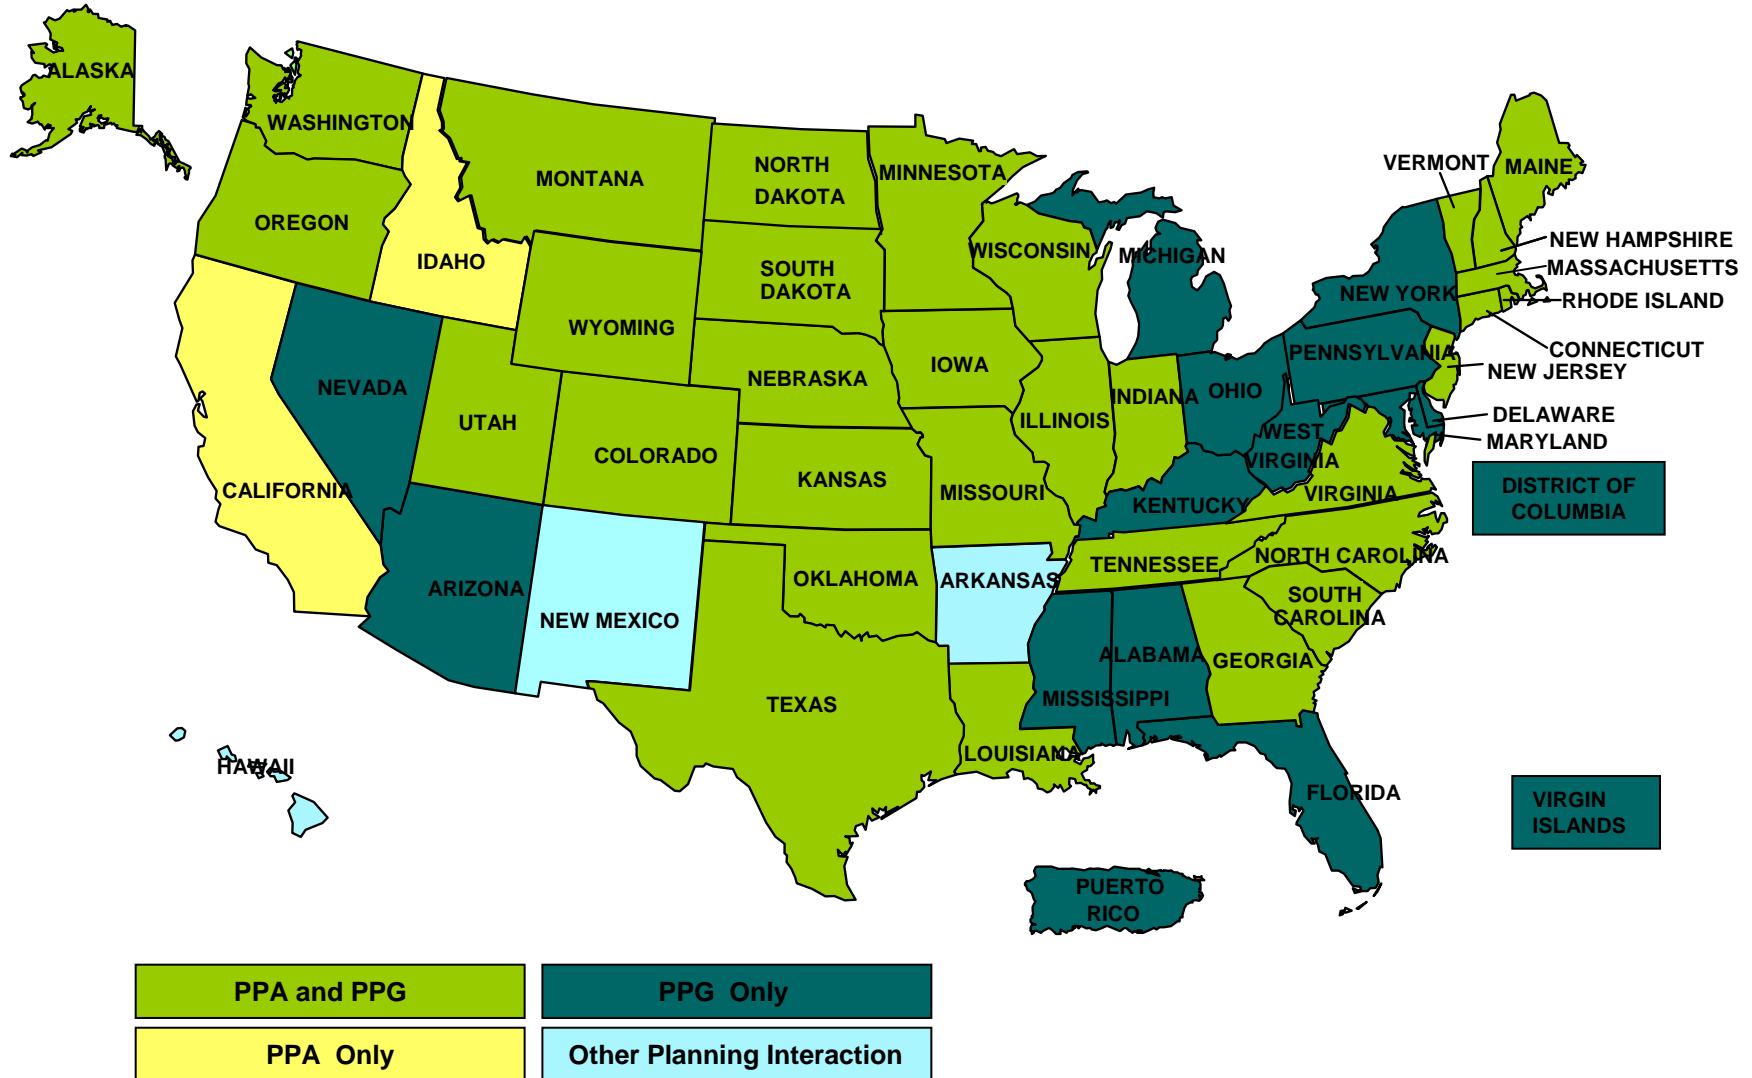 ALASKA
WASHINGTON
OREGON
IDAHO
MONTANA
NORTH
DAKOTA
MINNESOTA
VERMONT
MAINE
WISCONSIN
MICHIGAN
NEW HAMPSHIRE
MASSACHUSETTS
RHODE ISLAND
NEW YORK
SOUTH
DAKOTA
WYOMING
CONNECTICUT
PENNSYLVANIA
NEW JERSEY
NEVADA
NEBRASKA
IOWA
INDIANA
OHIO
ILLINOIS
UTAH
COLORADO
DELAWARE
MARYLAND
WEST
VIRGINIA
CALIFORNIA
KANSAS
MISSOURI
KENTUCKY
VIRGINIA
DISTRICT OF
COLUMBIA
ARIZONA
NEW MEXICO
OKLAHOMA
ARKANSAS
TENNESSEE
NORTH CAROLINA
SOUTH
CAROLINA
TEXAS
MISSISSIPPI
ALABAMA
GEORGIA
LOUISIANA
HAWAII
FLORIDA
VIRGIN
ISLANDS
PUERTO
RICO
PPA and PPG
PPG Only
PPA Only
Other Planning Interaction